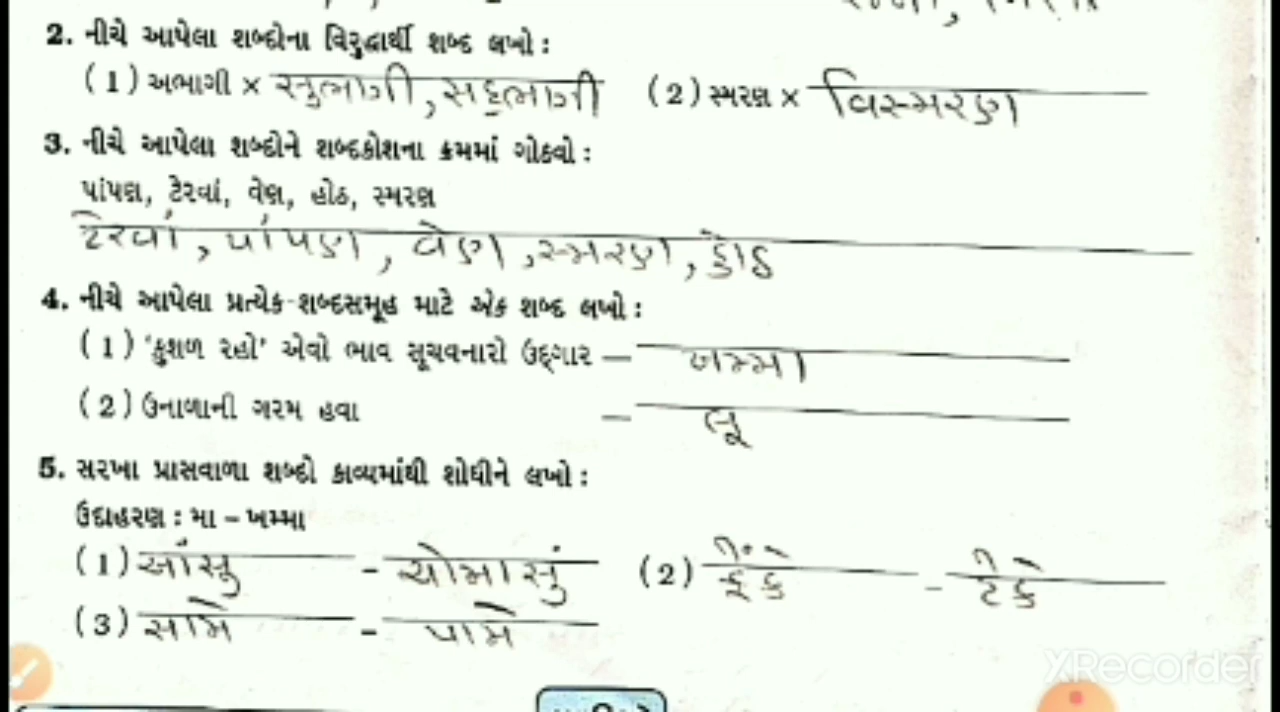 2. નીચે આપેલા શબ્દોના વિરુદ્ધાર્થી શબ્દ લખો :
(1) અભાગી × સુભાગી, સદ્ભાગી (2) સ્મરણ × વિસ્મરણ
3. નીચે આપેલા શબ્દોને શબ્દકોશના ક્રમમાં ગોઠવો :
પાંપણ, ટેરવાં, વેણ, હોઠ, સ્મરણ
ટેરવાં, પાંપણ, વેણ, સ્મરણ, હોઠ
4. નીચે આપેલા પ્રત્યેક શબ્દસમૂહ માટે એક શબ્દ લખો :
(1) 'કુશળ રહો' એવો ભાવ સૂચવનારો ઉદ્ગાર – ખમ્મા
(2) ઉનાળાની ગરમ હવા – લૂ
5. સરખા પ્રાસવાળા શબ્દો કાવ્યમાંથી શોધીને લખો :
ઉદાહરણ : મા – ખમ્મા
(1) આંસુ - ચોમાસું (2) - ટેકે
(3) સામે - પામે
XRecorder